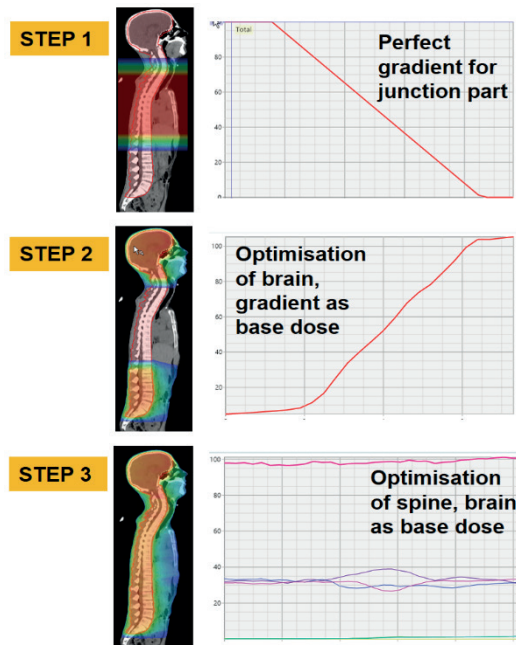 STEP 1
Total
Perfect
gradient for
junction part
80
60
40
20
0
STEP 2
Optimisation
of brain,
gradient as
base dose
100
80
60
40
20
STEP 3
Optimisation
of spine, brain
as base dose
100
80
60
40
20